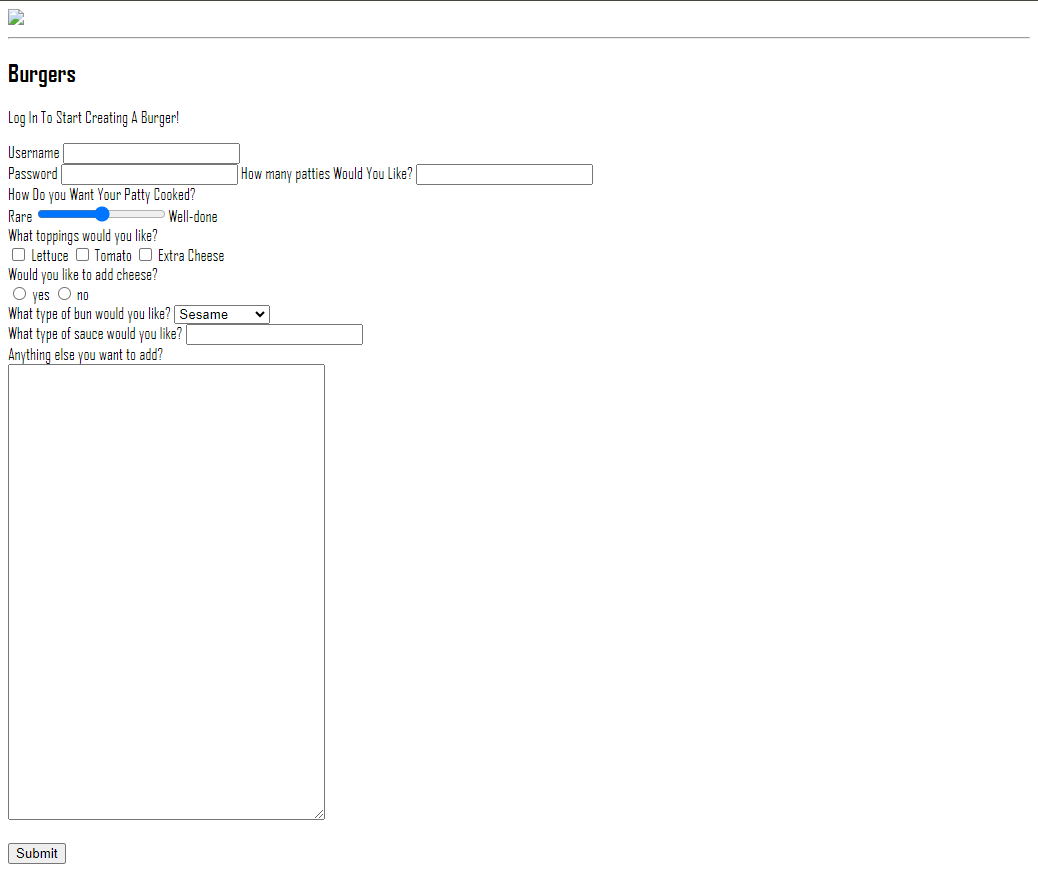 Burgers
Log In To Start Creating A Burger!
Username
Password How many patties Would You Like?
How Do you Want Your Patty Cooked?
Rare Well-done
What toppings would you like?
Lettuce Tomato Extra Cheese
Would you like to add cheese?
yes no
What type of bun would you like? Sesame
What type of sauce would you like?
Anything else you want to add?
Submit